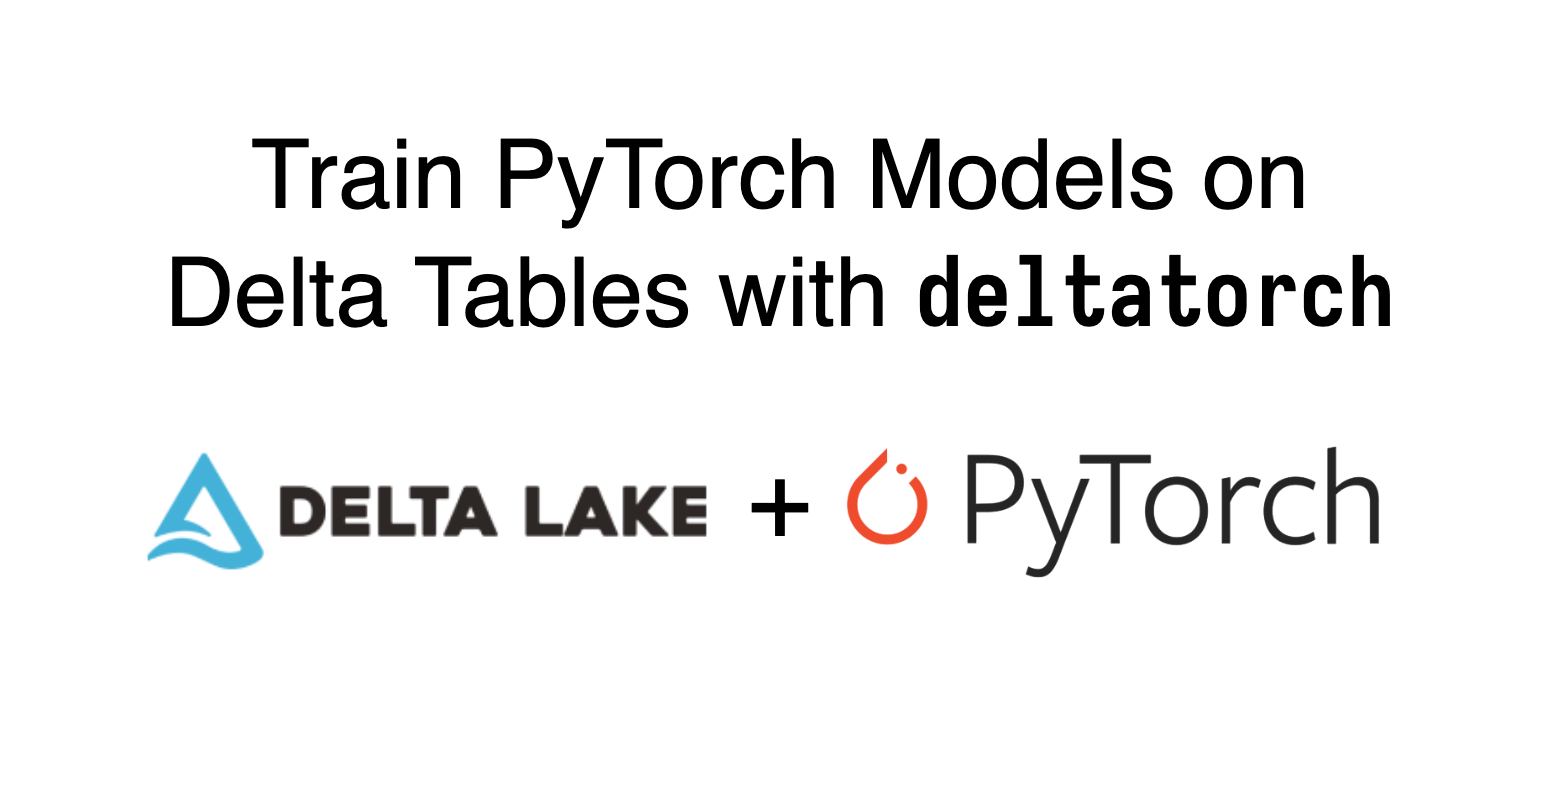 Train PyTorch Models on
Delta Tables with deltatorch
DELTA LAKE + PyTorch